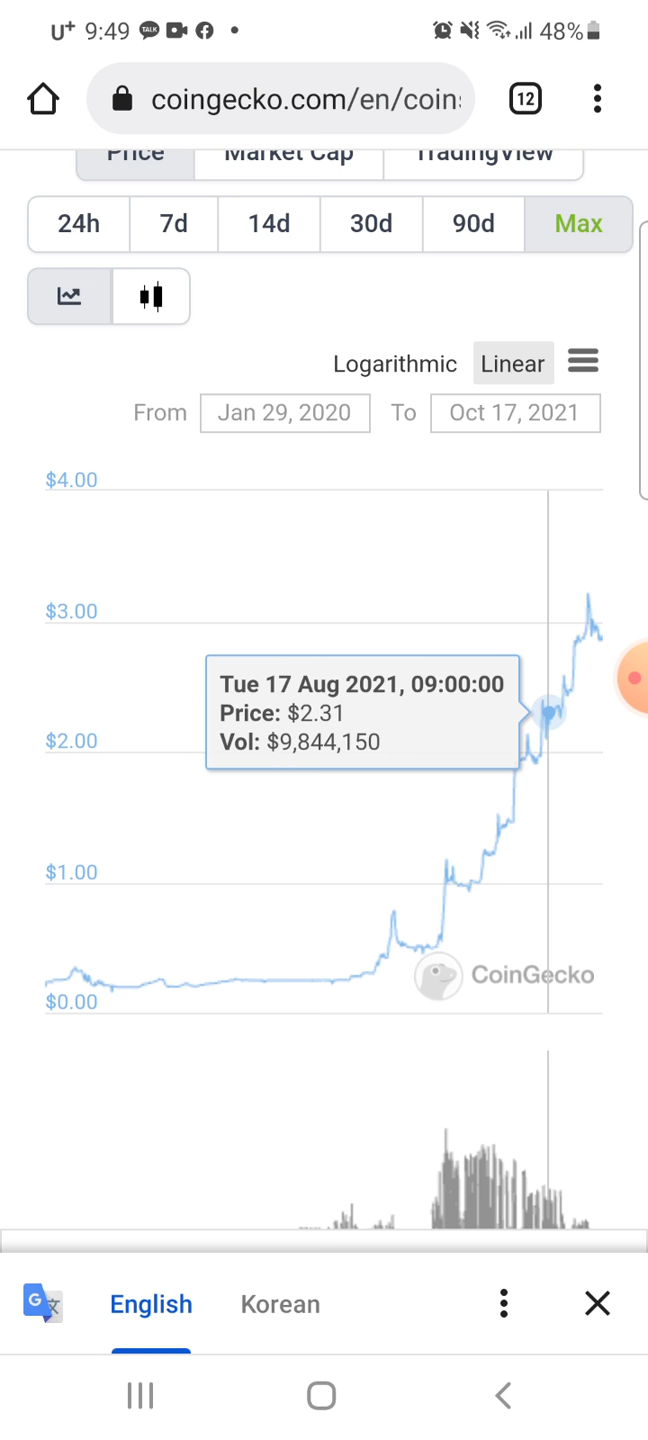 U+ 9:49 TALK 48%
coingecko.com/en/coin
12
Price Market Cap TradingView
24h 7d 14d 30d 90d Max
Logarithmic Linear
From Jan 29, 2020 To Oct 17, 2021
$4.00
$3.00
Tue 17 Aug 2021, 09:00:00
Price: $2.31
Vol: $9,844,150
$2.00
$1.00
CoinGecko
$0.00
G 文
English Korean